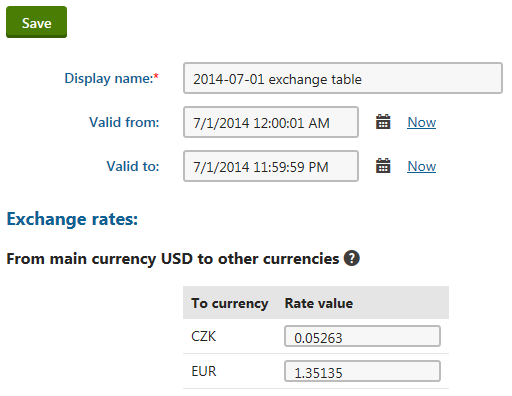 Save
Display name:* 2014-07-01 exchange table
Valid from: 7/1/2014 12:00:01 AM Now
Valid to: 7/1/2014 11:59:59 PM Now
Exchange rates:
From main currency USD to other currencies ?
To currency Rate value
CZK 0.05263
EUR 1.35135